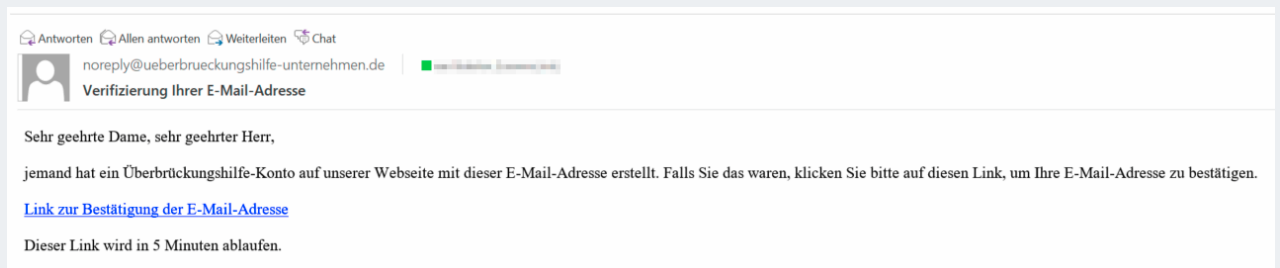 Antworten Allen antworten Weiterleiten Chat
noreply@ueberbrueckungshilfe-unternehmen.de
Verifizierung Ihrer E-Mail-Adresse
Sehr geehrte Dame, sehr geehrter Herr,
jemand hat ein Überbrückungshilfe-Konto auf unserer Webseite mit dieser E-Mail-Adresse erstellt. Falls Sie das waren, klicken Sie bitte auf diesen Link, um Ihre E-Mail-Adresse zu bestätigen.
Link zur Bestätigung der E-Mail-Adresse
Dieser Link wird in 5 Minuten ablaufen.